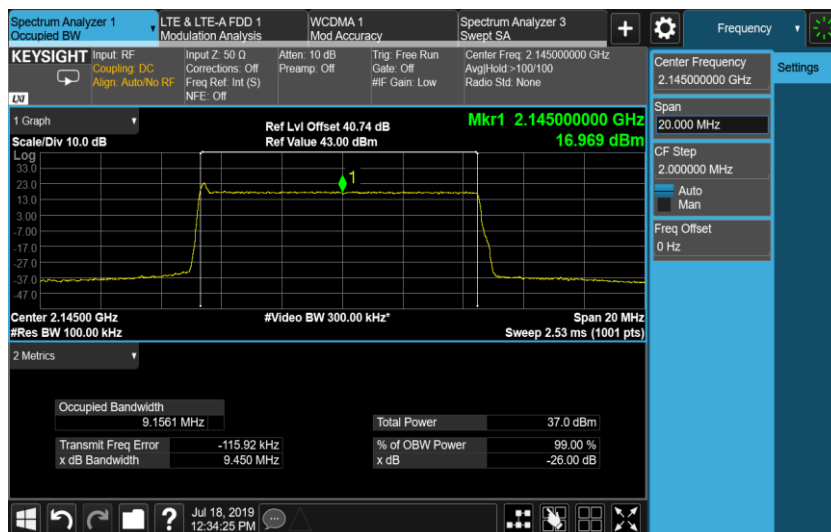 Spectrum Analyzer 1
Occupied BW
LTE & LTE-A FDD 1
Modulation Analysis
WCDMA 1
Mod Accuracy
Spectrum Analyzer 3
Swept SA
+
Frequency
KEYSIGHT
LXI
Input: RF
Coupling: DC
Align: Auto/No RF
Input Z: 50 Ω
Corrections: Off
Freq Ref: Int (S)
NFE: Off
Atten: 10 dB
Preamp: Off
Trig: Free Run
Gate: Off
#IF Gain: Low
Center Freq: 2.145000000 GHz
Avg|Hold:>100/100
Radio Std: None
Center Frequency
2.145000000 GHz
Settings
Span
20.000 MHz
CF Step
2.000000 MHz
Auto
Man
Freq Offset
0 Hz
1 Graph
Scale/Div 10.0 dB
Ref Lvl Offset 40.74 dB
Ref Value 43.00 dBm
Mkr1 2.145000000 GHz
16.969 dBm
Log
33.0
23.0
13.0
3.00
-7.00
-17.0
-27.0
-37.0
-47.0
1
Center 2.14500 GHz
#Res BW 100.00 kHz
#Video BW 300.00 kHz*
Span 20 MHz
Sweep 2.53 ms (1001 pts)
2 Metrics
Occupied Bandwidth
9.1561 MHz
Total Power 37.0 dBm
Transmit Freq Error -115.92 kHz
% of OBW Power 99.00 %
x dB Bandwidth 9.450 MHz
x dB -26.00 dB
?
Jul 18, 2019
12:34:25 PM